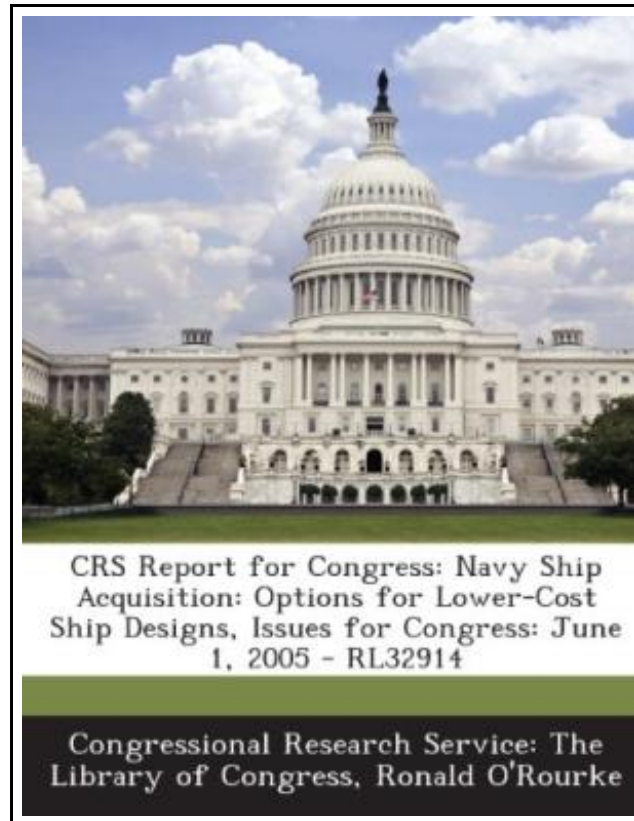 CRS Report for Congress: Navy Ship
Acquisition: Options for Lower-Cost
Ship Designs, Issues for Congress: June
1, 2005 - RL32914
Congressional Research Service: The
Library of Congress, Ronald O'Rourke